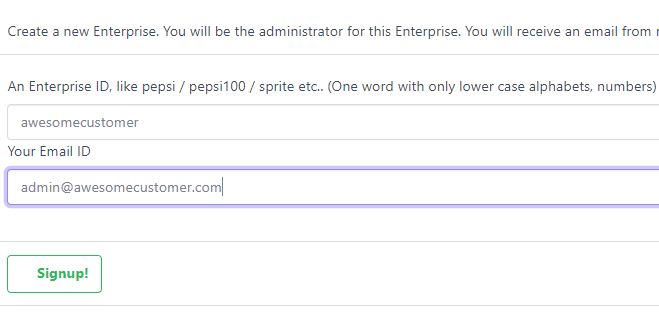 Create a new Enterprise. You will be the administrator for this Enterprise. You will receive an email from
An Enterprise ID, like pepsi / pepsi100 / sprite etc.. (One word with only lower case alphabets, numbers)
awesomecustomer
Your Email ID
admin@awesomecustomer.com
Signup!